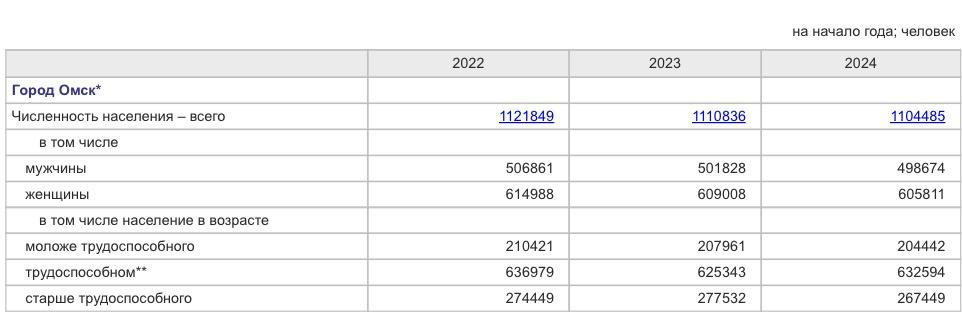 на начало года; человек
2022 2023 2024
Город Омск*
Численность населения – всего 1121849 1110836 1104485
в том числе
мужчины 506861 501828 498674
женщины 614988 609008 605811
в том числе население в возрасте
моложе трудоспособного 210421 207961 204442
трудоспособном** 636979 625343 632594
старше трудоспособного 274449 277532 267449